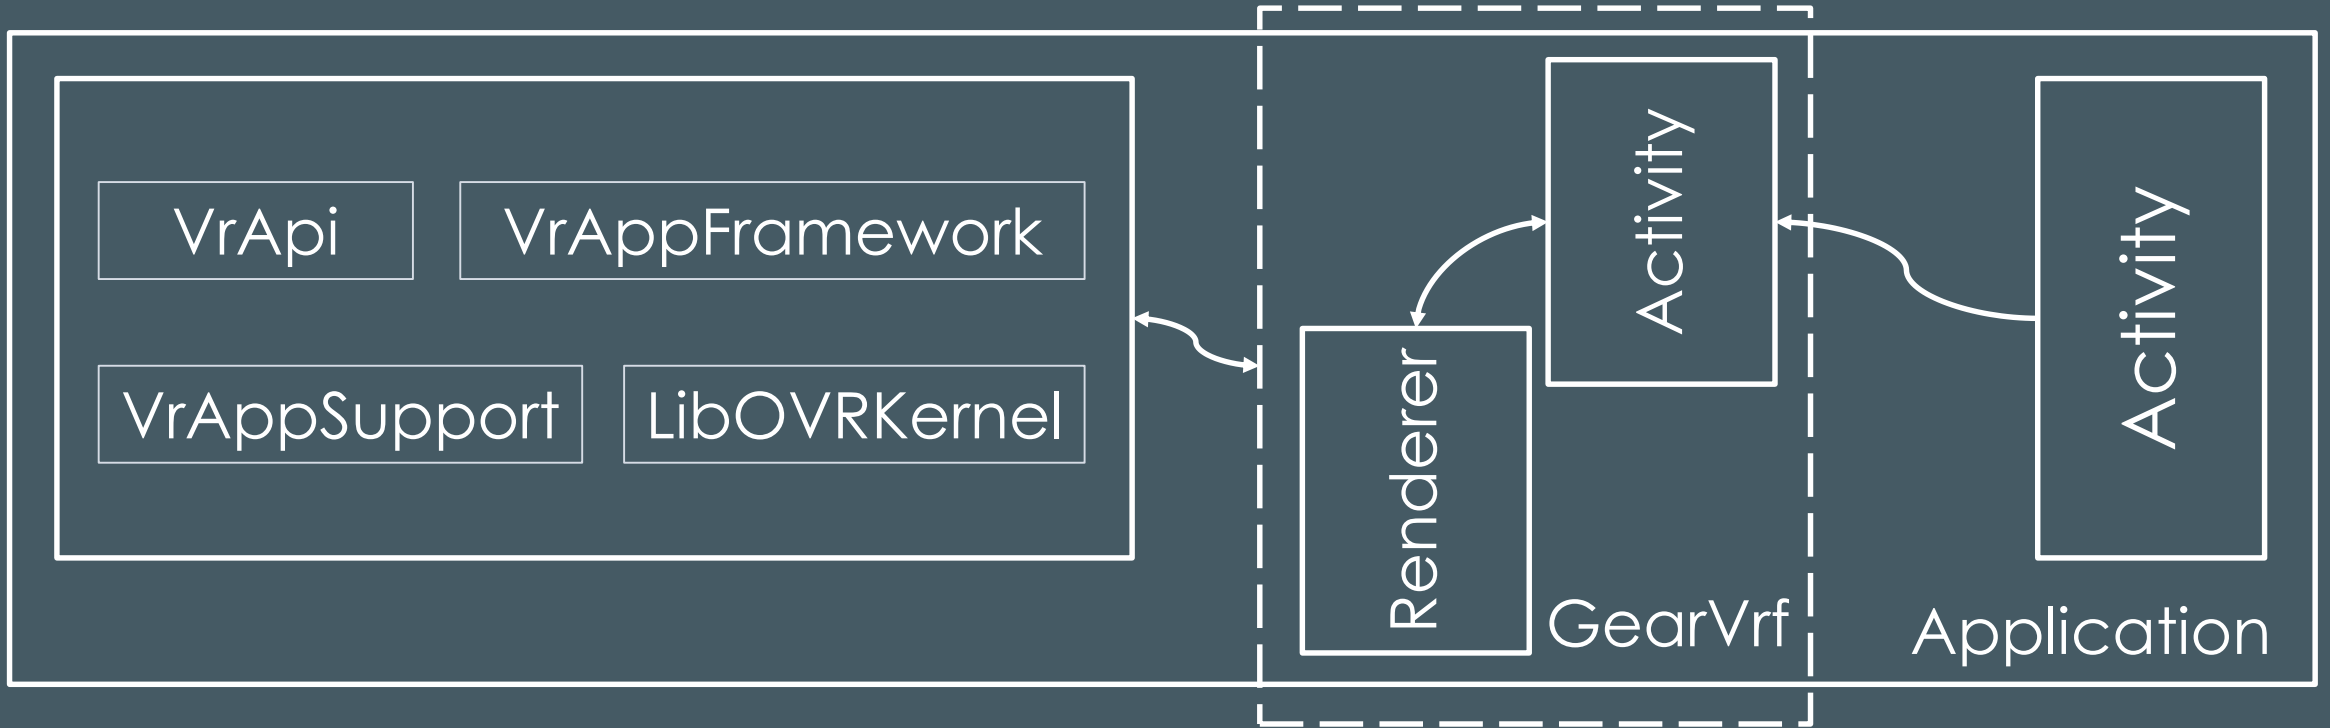 VrApi
VrAppFramework
VrAppSupport
LibOVRKernel
Renderer
Activity
GearVrf
Activity
Application